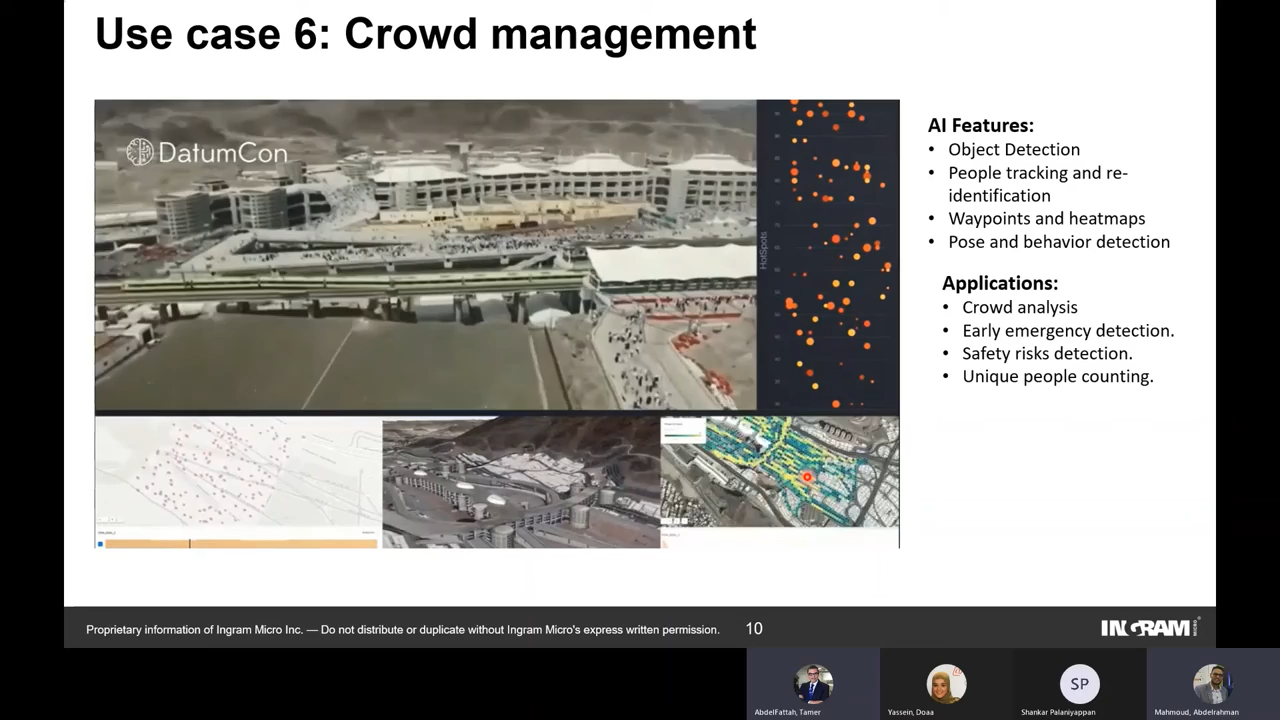 Use case 6: Crowd management
DatumCon
HotSpots
AI Features:
• Object Detection
• People tracking and re-
identification
• Waypoints and heatmaps
• Pose and behavior detection
Applications:
• Crowd analysis
• Early emergency detection.
• Safety risks detection.
• Unique people counting.
Proprietary information of Ingram Micro Inc. — Do not distribute or duplicate without Ingram Micro's express written permission.
10
INGRAM
MICRO
SP
AbdelFattah, Tamer
Yassein, Doaa
Shankar Palaniyappan
Mahmoud, Abdelrahman